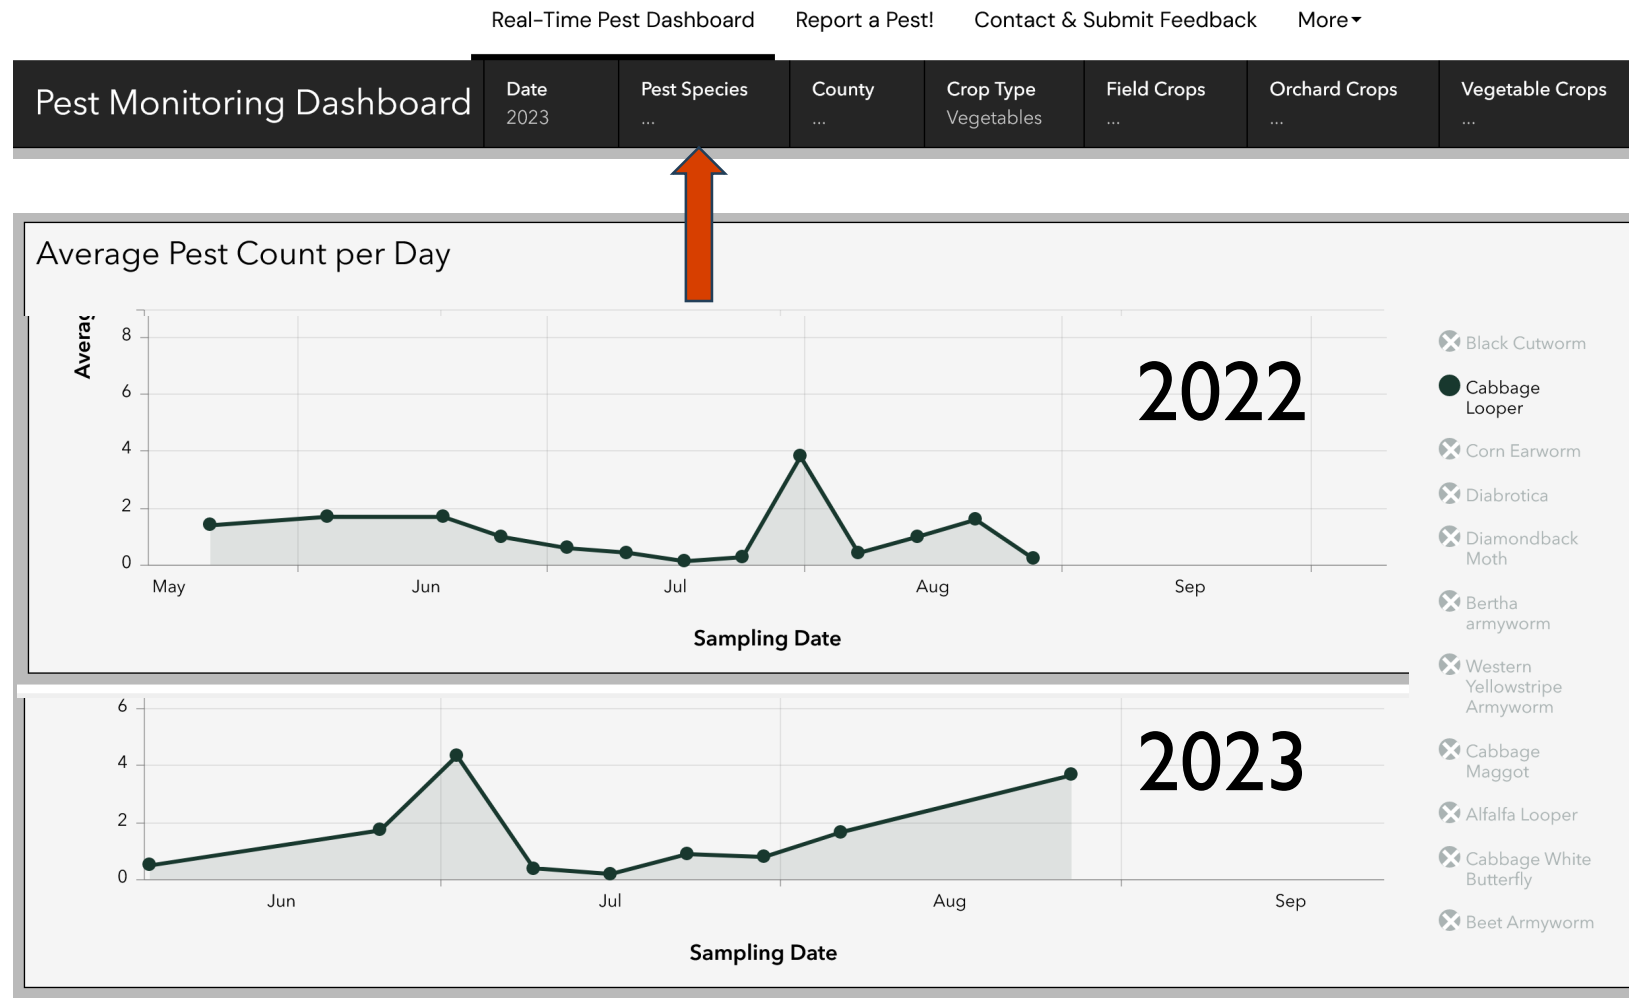 Real-Time Pest Dashboard Report a Pest! Contact & Submit Feedback More
Pest Monitoring Dashboard
Date
2023
Pest Species
...
County
...
Crop Type
Vegetables
Field Crops
...
Orchard Crops
...
Vegetable Crops
...
Average Pest Count per Day
8
6
4
2
0
2022
May Jun Jul Aug Sep
Sampling Date
6
4
2
0
2023
Jun Jul Aug Sep
Sampling Date
Black Cutworm
Cabbage
Looper
Corn Earworm
Diabrotica
Diamondback
Moth
Bertha
armyworm
Western
Yellowstripe
Armyworm
Cabbage
Maggot
Alfalfa Looper
Cabbage White
Butterfly
Beet Armyworm